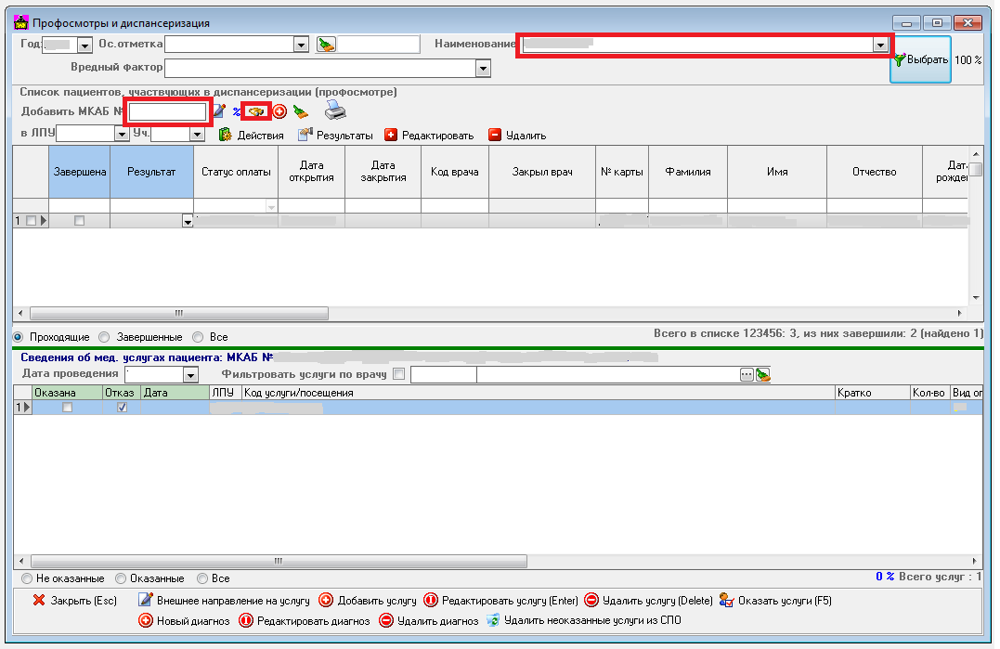 Профосмотры и диспансеризация
Год: Ос.отметка Наименование Выбрать 100 %
Вредный фактор
Список пациентов, участвующих в диспансеризации (профосмотре)
Добавить МКАБ № %
в ЛПУ Уч. Действия Результаты Редактировать Удалить
Завершена Результат Статус оплаты Дата открытия Дата закрытия Код врача Закрыл врач № карты Фамилия Имя Отчество Дата рожден
1
Проходящие Завершенные Все Всего в списке 123456: 3, из них завершили: 2 (найдено 1)
Сведения об мед. услугах пациента: МКАБ №
Дата проведения Фильтровать услуги по врачу
Оказана Отказ Дата ЛПУ Код услуги/посещения Кратко Кол-во Вид оп
1
Не оказанные Оказанные Все 0 % Всего услуг : 1
Закрыть (Esc) Внешнее направление на услугу Добавить услугу Редактировать услугу (Enter) Удалить услугу (Delete) Оказать услуги (F5)
Новый диагноз Редактировать диагноз Удалить диагноз Удалить неоказанные услуги из СПО